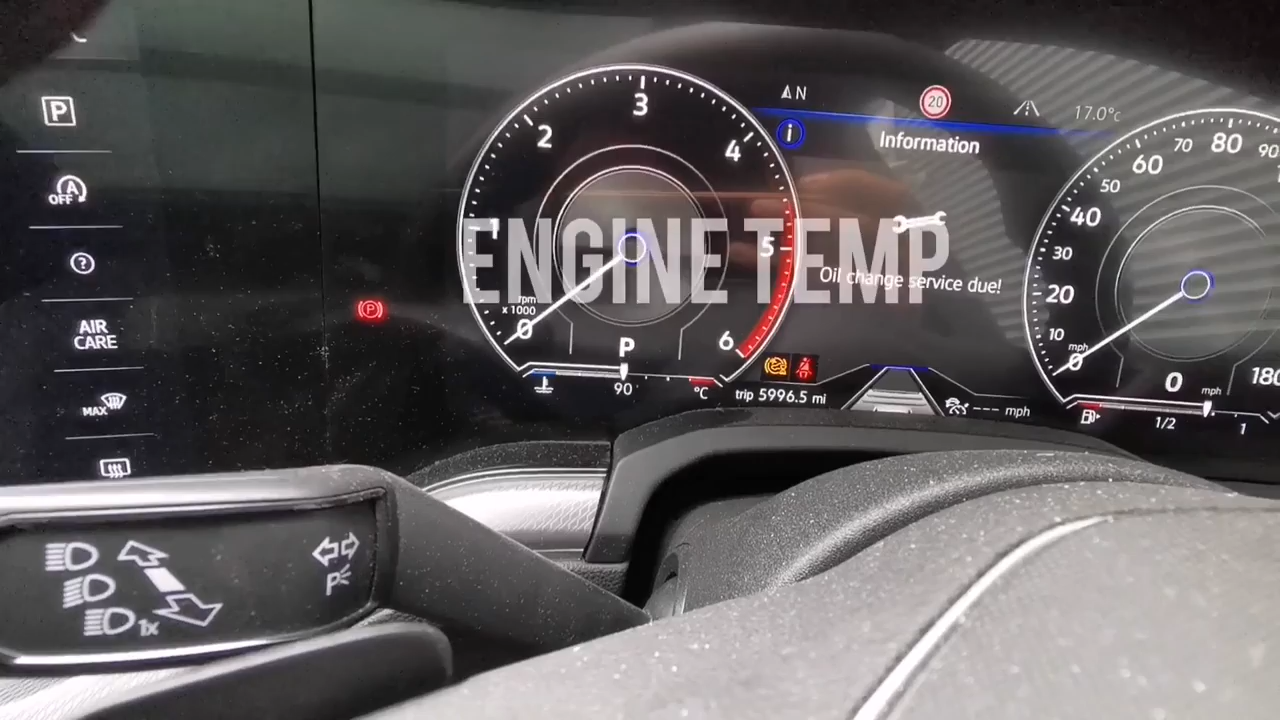 P
OFF
A
?
AIR
CARE
MAX
P
0
1
2
3
4
5
6
rpm
x 1000
P
90
°C
N
20
17.0°c
i
Information
Oil change service due!
ENGINE TEMP
trip 5996.5 mi
--- mph
0
10
20
30
40
50
60
70
80
90
mph
0 mph
180
1/2
1
1x
P